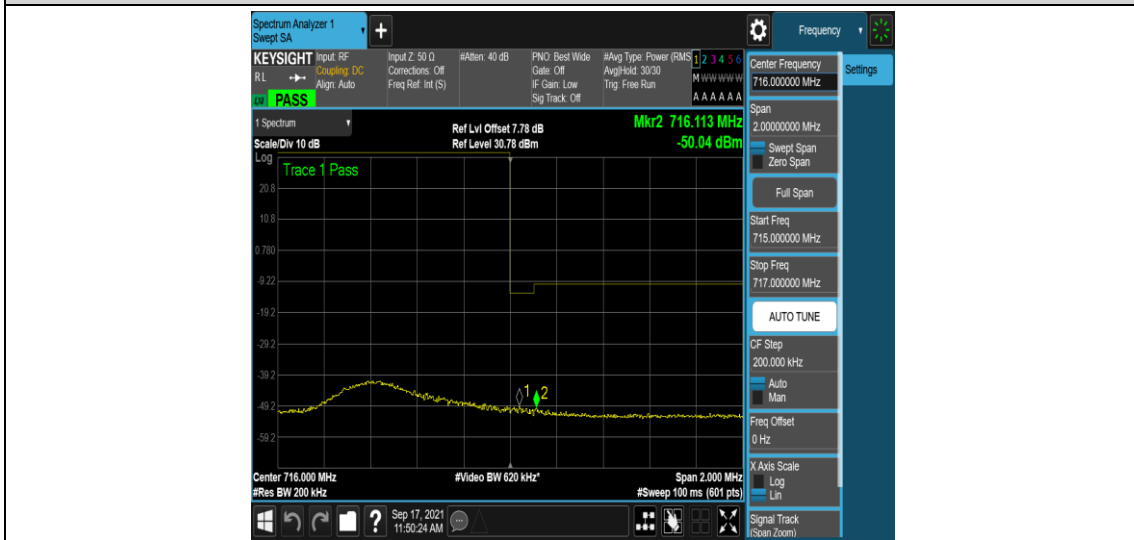 Spectrum Analyzer 1
Swept SA
+
Frequency
KEYSIGHT
Input: RF
Coupling: DC
Align: Auto
Input Z: 50 Ω
Corrections: Off
Freq Ref: Int (S)
#Atten: 40 dB
PNO: Best Wide
Gate: Off
IF Gain: Low
Sig Track: Off
#Avg Type: Power (RMS
Avg|Hold: 30/30
Trig: Free Run
1 2 3 4 5 6
M W W W W W
A A A A A A
R L
LXI
PASS
1 Spectrum
Scale/Div 10 dB
Ref Lvl Offset 7.78 dB
Ref Level 30.78 dBm
Mkr2 716.113 MHz
-50.04 dBm
Log
Trace 1 Pass
20.8
10.8
0.780
-9.22
-19.2
-29.2
-39.2
-49.2
-59.2
1
2
Center 716.000 MHz
#Res BW 200 kHz
#Video BW 620 kHz*
Span 2.000 MHz
#Sweep 100 ms (601 pts)
?
Sep 17, 2021
11:50:24 AM
Center Frequency
716.000000 MHz
Settings
Span
2.00000000 MHz
Swept Span
Zero Span
Full Span
Start Freq
715.000000 MHz
Stop Freq
717.000000 MHz
AUTO TUNE
CF Step
200.000 kHz
Auto
Man
Freq Offset
0 Hz
X Axis Scale
Log
Lin
Signal Track
(Span Zoom)